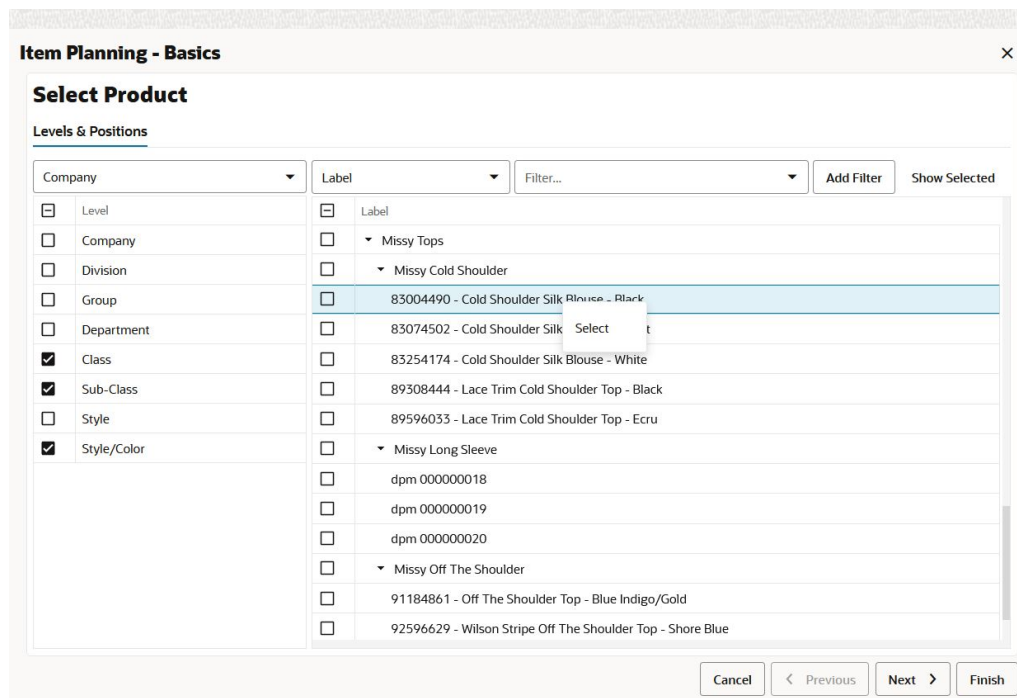 Item Planning - Basics
Select Product
Levels & Positions
Company
Label
Filter...
Add Filter
Show Selected
Level
Company
Division
Group
Department
Class
Sub-Class
Style
Style/Color
Label
Missy Tops
Missy Cold Shoulder
83004490 - Cold Shoulder Silk Blouse - Black
83074502 - Cold Shoulder Silk
Select
83254174 - Cold Shoulder Silk Blouse - White
89308444 - Lace Trim Cold Shoulder Top - Black
89596033 - Lace Trim Cold Shoulder Top - Ecru
Missy Long Sleeve
dpm 000000018
dpm 000000019
dpm 000000020
Missy Off The Shoulder
91184861 - Off The Shoulder Top - Blue Indigo/Gold
92596629 - Wilson Stripe Off The Shoulder Top - Shore Blue
Cancel
Previous
Next
Finish